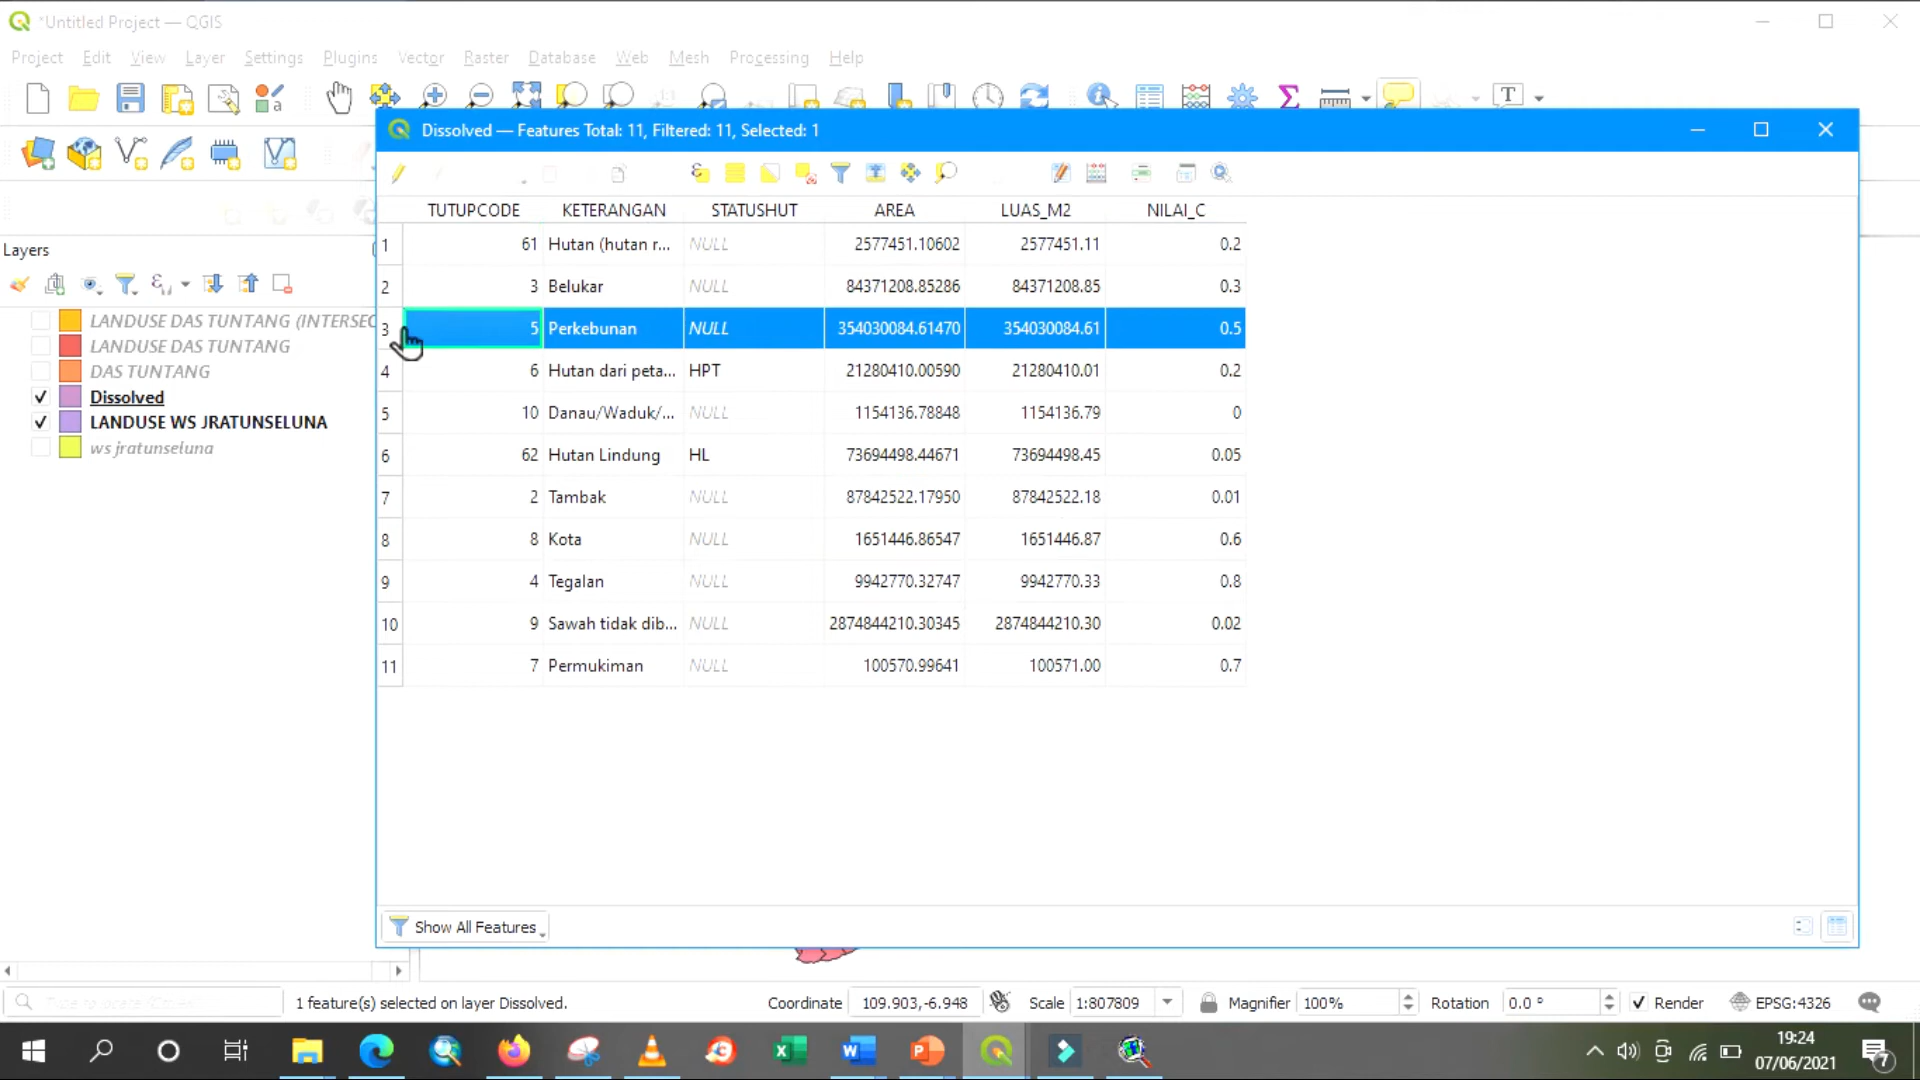 *Untitled Project — QGIS
Project Edit View Layer Settings Plugins Vector Raster Database Web Mesh Processing Help
Dissolved — Features Total: 11, Filtered: 11, Selected: 1
TUTUPCODE KETERANGAN STATUSHUT AREA LUAS_M2 NILAI_C
1 61 Hutan (hutan r... NULL 2577451.10602 2577451.11 0.2
2 3 Belukar NULL 84371208.85286 84371208.85 0.3
3 5 Perkebunan NULL 354030084.61470 354030084.61 0.5
4 6 Hutan dari peta... HPT 21280410.00590 21280410.01 0.2
5 10 Danau/Waduk/... NULL 1154136.78848 1154136.79 0
6 62 Hutan Lindung HL 73694498.44671 73694498.45 0.05
7 2 Tambak NULL 87842522.17950 87842522.18 0.01
8 8 Kota NULL 1651446.86547 1651446.87 0.6
9 4 Tegalan NULL 9942770.32747 9942770.33 0.8
10 9 Sawah tidak dib... NULL 2874844210.30345 2874844210.30 0.02
11 7 Permukiman NULL 100570.99641 100571.00 0.7
Layers
LANDUSE DAS TUNTANG (INTERSEC
LANDUSE DAS TUNTANG
DAS TUNTANG
Dissolved
LANDUSE WS JRATUNSELUNA
ws jratunseluna
Show All Features
Type to locate (Ctrl+K)
1 feature(s) selected on layer Dissolved.
Coordinate 109.903,-6.948
Scale 1:807809
Magnifier 100%
Rotation 0.0 °
Render
EPSG:4326
19:24
07/06/2021
7